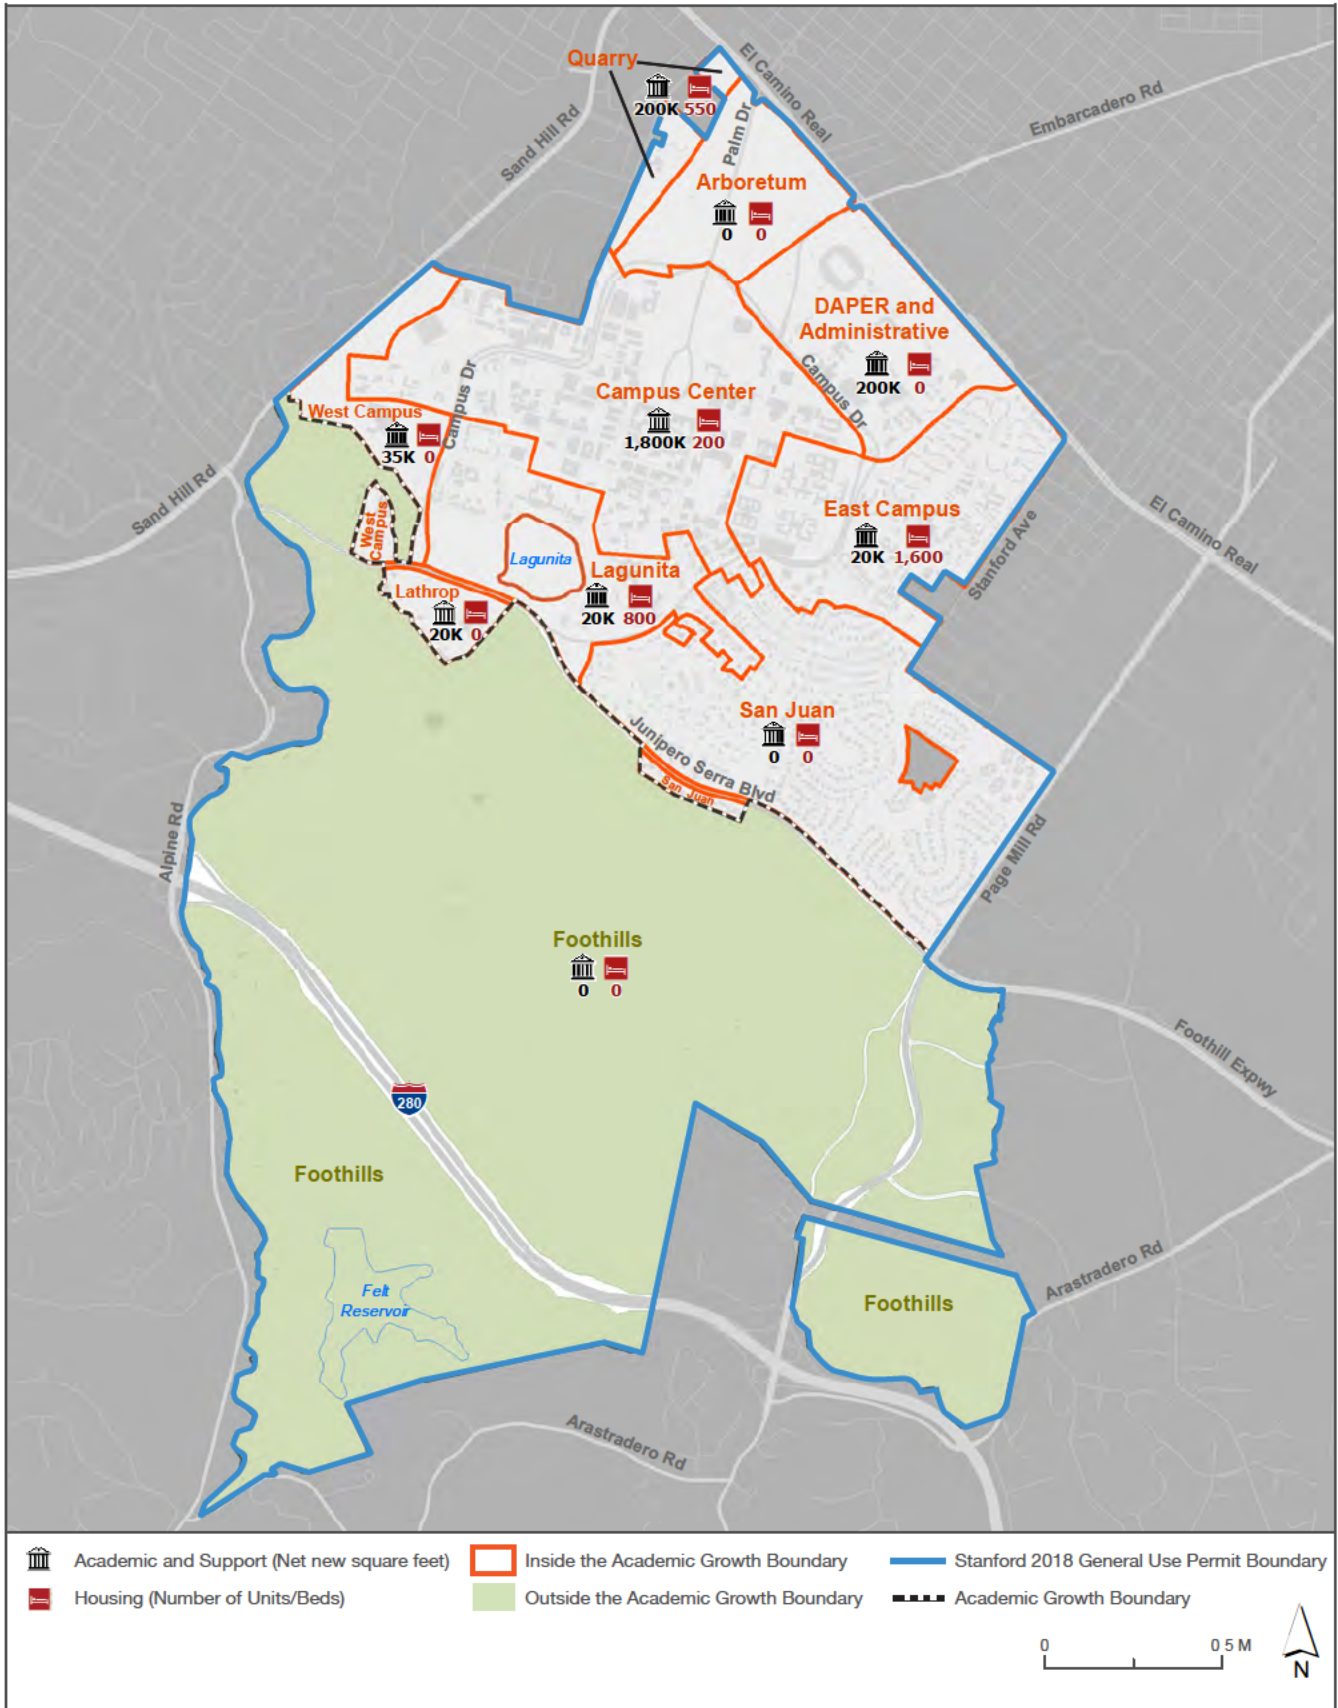 Quarry
200K 550
El Camino Real
Embarcadero Rd
Sand Hill Rd
Palm Dr
Arboretum
0 0
DAPER and
Administrative
200K 0
Campus Dr
Campus Dr
Campus Center
1,800K 200
West Campus
35K 0
Sand Hill Rd
West
Campus
East Campus
20K 1,600
El Camino Real
Stanford Ave
Lagunita
Lagunita
20K 800
Lathrop
20K 0
San Juan
0 0
Junipero Serra Blvd
San Juan
Alpine Rd
Page Mill Rd
Foothills
0 0
Foothill Expwy
280
Foothills
Felt
Reservoir
Foothills
Arastradero Rd
Arastradero Rd
Academic and Support (Net new square feet)
Inside the Academic Growth Boundary
Stanford 2018 General Use Permit Boundary
Housing (Number of Units/Beds)
Outside the Academic Growth Boundary
Academic Growth Boundary
0 0 5 M
N